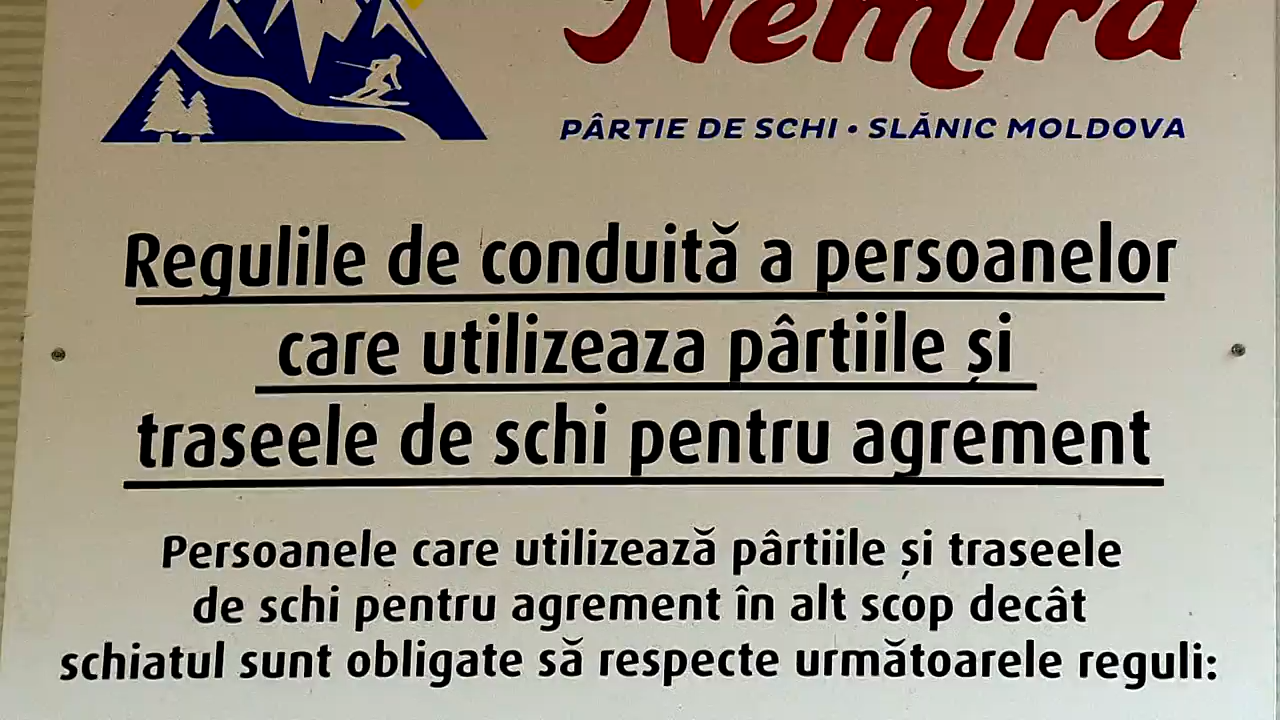 Nemira
PÂRTIE DE SCHI • SLĂNIC MOLDOVA
Regulile de conduită a persoanelor
care utilizeaza pârtiile și
traseele de schi pentru agrement
Persoanele care utilizează pârtiile și traseele
de schi pentru agrement în alt scop decât
schiatul sunt obligate să respecte următoarele reguli: